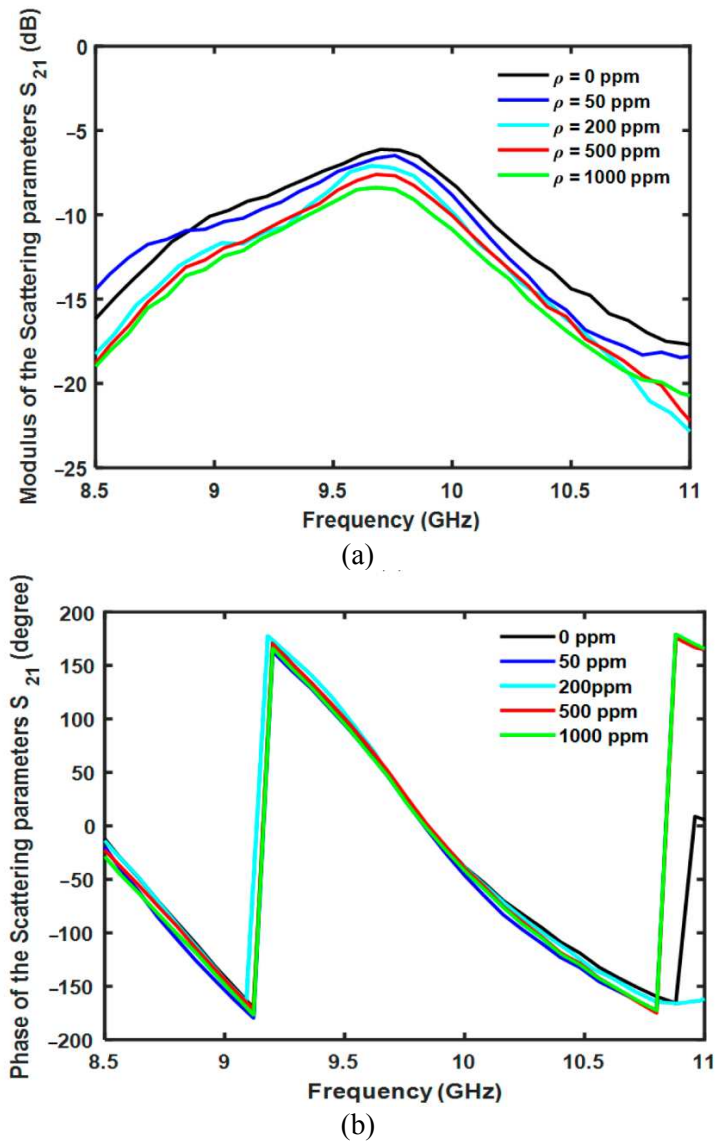 Modulus of the Scattering parameters S21 (dB)
0
−5
−10
−15
−20
−25
8.5 9 9.5 10 10.5 11
Frequency (GHz)
ρ = 0 ppm
ρ = 50 ppm
ρ = 200 ppm
ρ = 500 ppm
ρ = 1000 ppm
(a)
Phase of the Scattering parameters S 21 (degree)
200
150
100
50
0
−50
−100
−150
−200
8.5 9 9.5 10 10.5 11
Frequency (GHz)
0 ppm
50 ppm
200ppm
500 ppm
1000 ppm
(b)